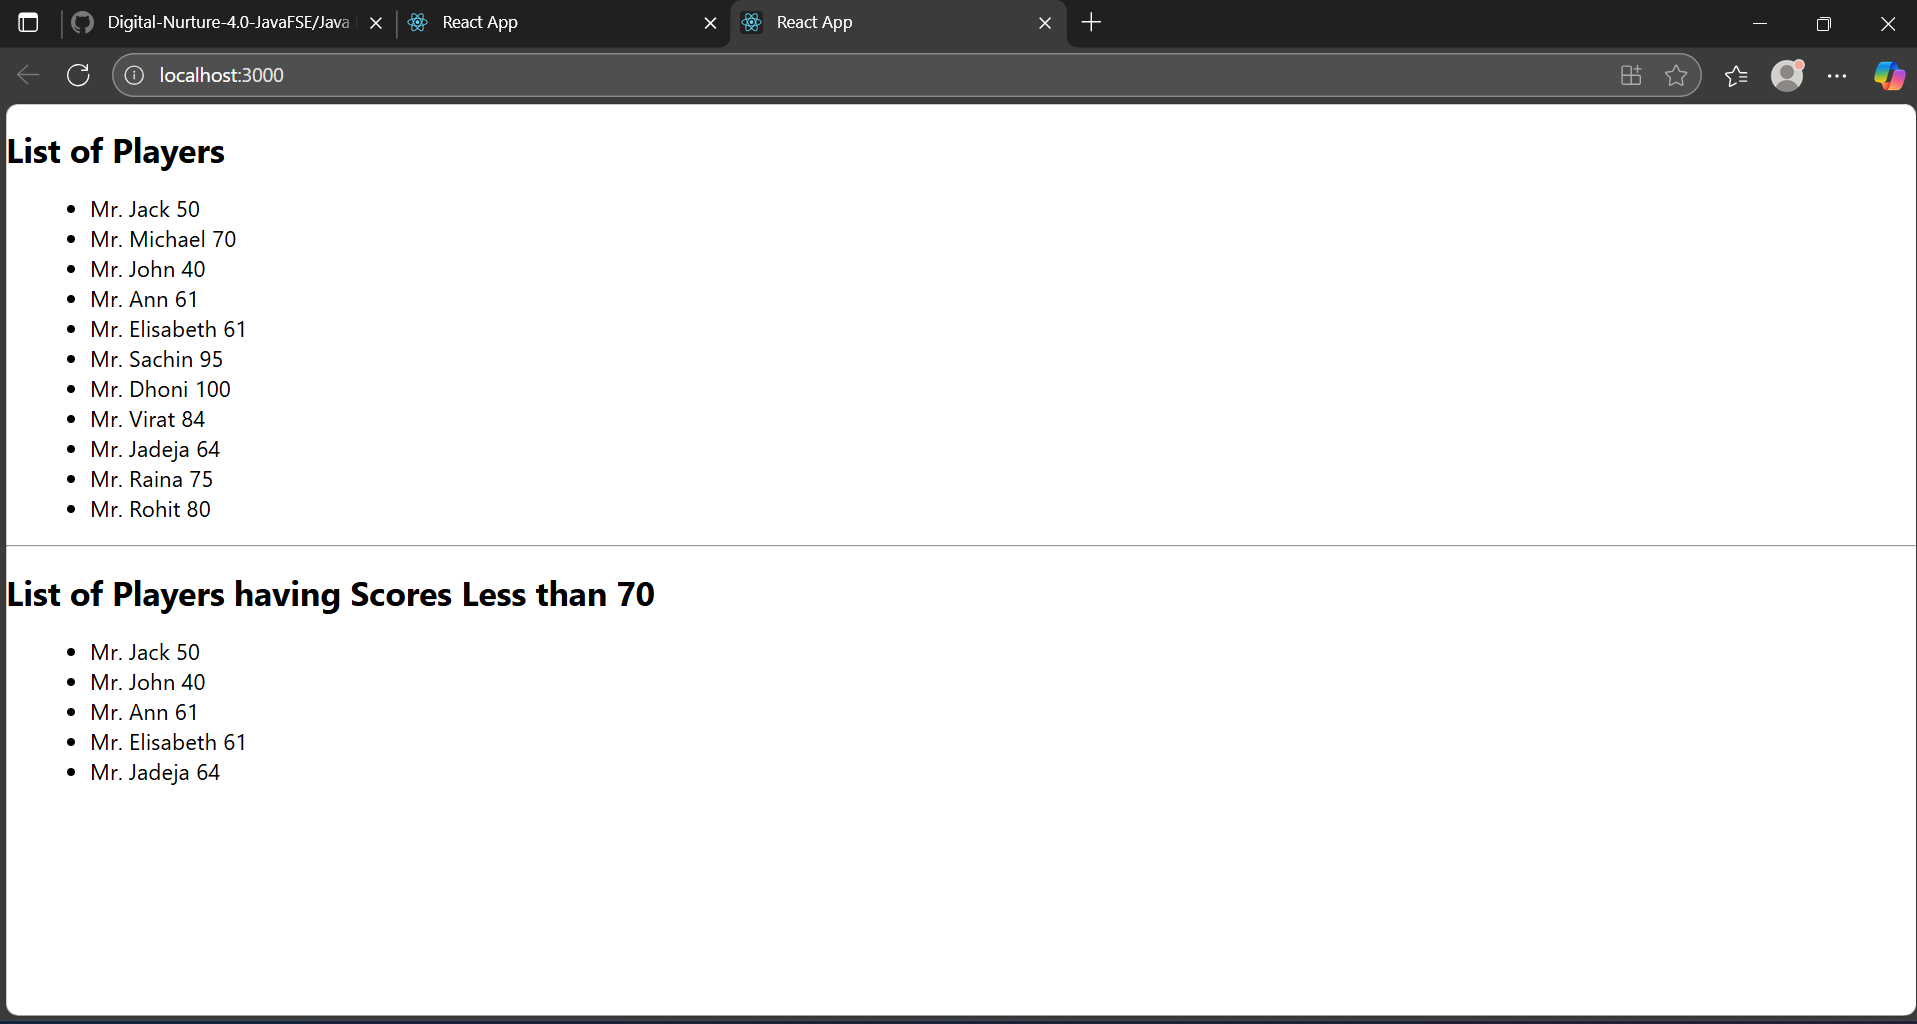 Digital-Nurture-4.0-JavaFSE/Java
React App
React App
localhost:3000
List of Players
Mr. Jack 50
Mr. Michael 70
Mr. John 40
Mr. Ann 61
Mr. Elisabeth 61
Mr. Sachin 95
Mr. Dhoni 100
Mr. Virat 84
Mr. Jadeja 64
Mr. Raina 75
Mr. Rohit 80
List of Players having Scores Less than 70
Mr. Jack 50
Mr. John 40
Mr. Ann 61
Mr. Elisabeth 61
Mr. Jadeja 64